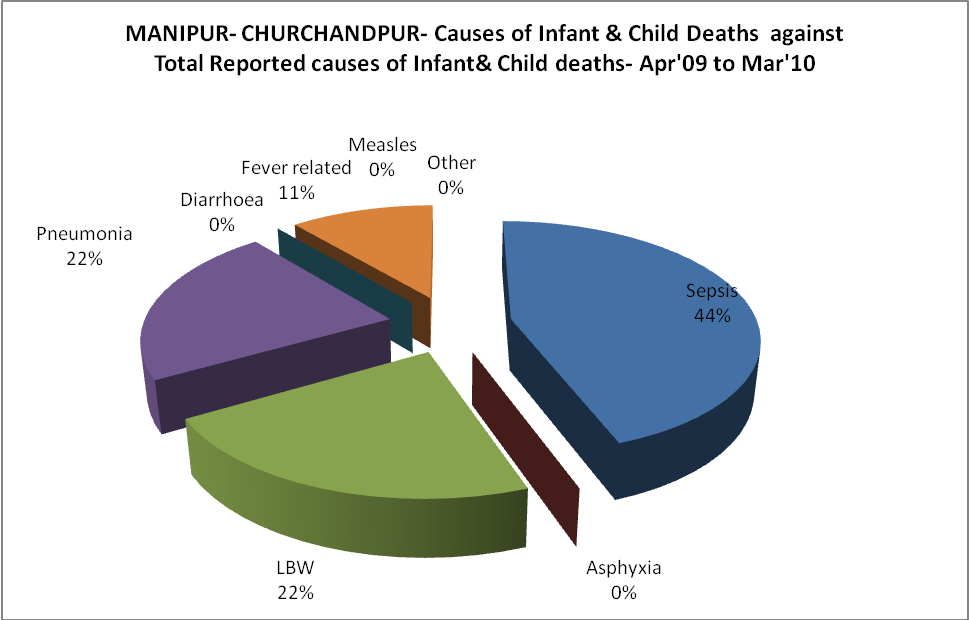 MANIPUR- CHURCHANDPUR- Causes of Infant & Child Deaths against
Total Reported causes of Infant& Child deaths- Apr'09 to Mar'10
Measles
0%
Other
0%
Fever related
11%
Diarrhoea
0%
Pneumonia
22%
Sepsis
44%
LBW
22%
Asphyxia
0%